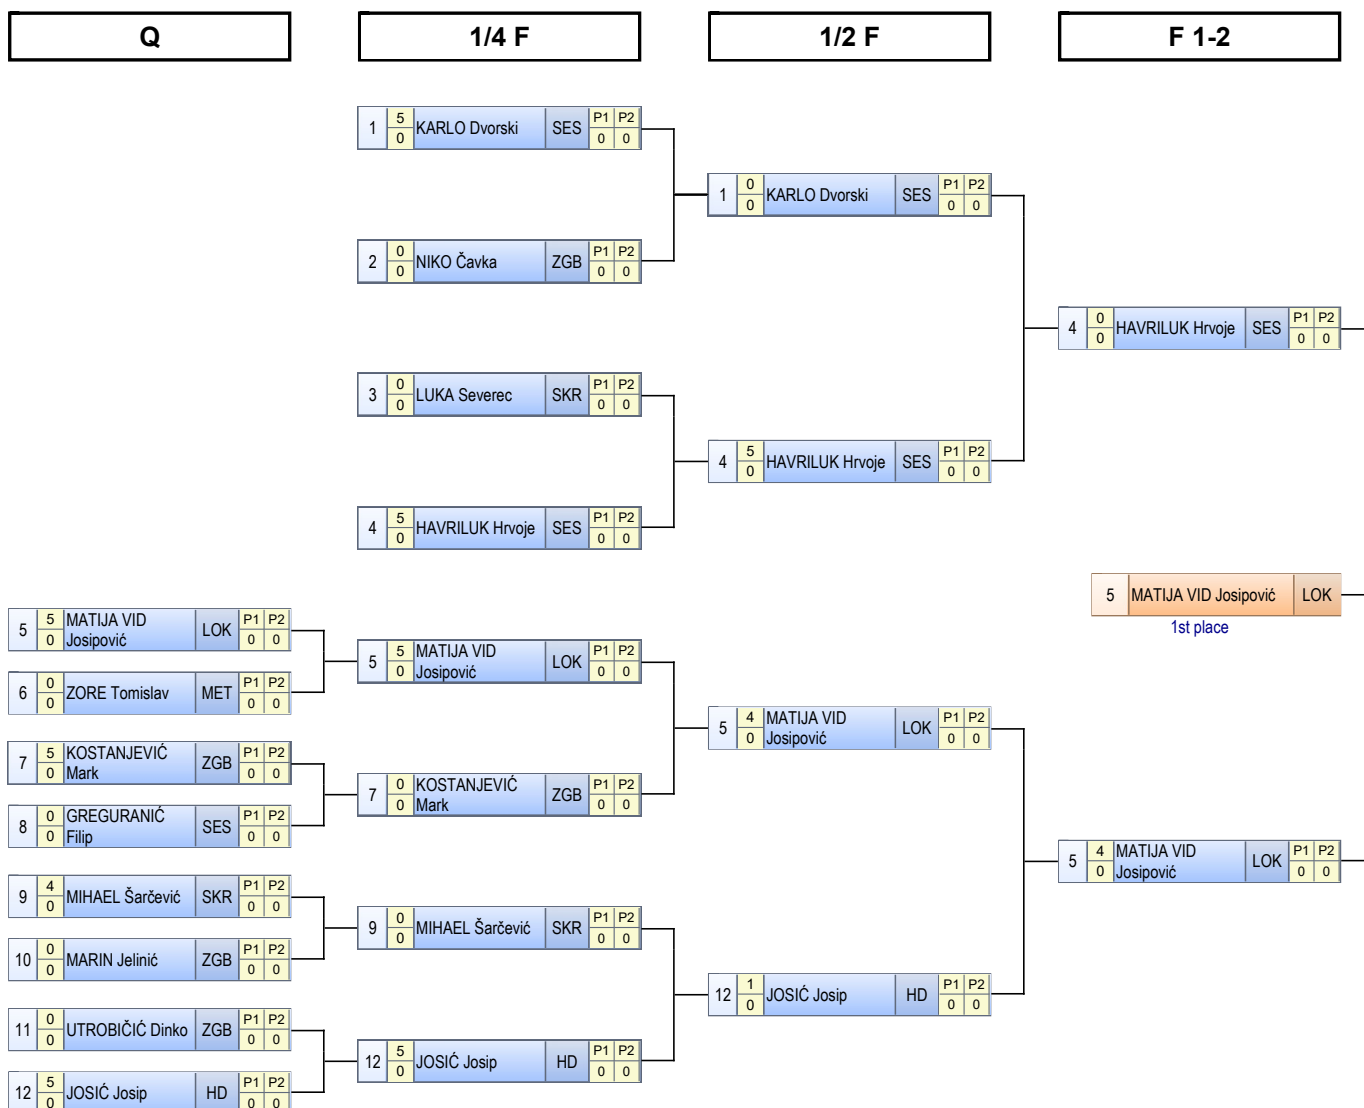 Q
1/4 F
1/2 F
F 1-2
1 5 0 KARLO Dvorski SES P1 P2 0 0
2 0 0 NIKO Čavka ZGB P1 P2 0 0
3 0 0 LUKA Severec SKR P1 P2 0 0
4 5 0 HAVRILUK Hrvoje SES P1 P2 0 0
1 0 0 KARLO Dvorski SES P1 P2 0 0
4 5 0 HAVRILUK Hrvoje SES P1 P2 0 0
4 0 0 HAVRILUK Hrvoje SES P1 P2 0 0
5 MATIJA VID Josipović LOK
1st place
5 5 0 MATIJA VID Josipović LOK P1 P2 0 0
6 0 0 ZORE Tomislav MET P1 P2 0 0
7 5 0 KOSTANJEVIĆ Mark ZGB P1 P2 0 0
8 0 0 GREGURANIĆ Filip SES P1 P2 0 0
9 4 0 MIHAEL Šarčević SKR P1 P2 0 0
10 0 0 MARIN Jelinić ZGB P1 P2 0 0
11 0 0 UTROBIČIĆ Dinko ZGB P1 P2 0 0
12 5 0 JOSIĆ Josip HD P1 P2 0 0
5 5 0 MATIJA VID Josipović LOK P1 P2 0 0
7 0 0 KOSTANJEVIĆ Mark ZGB P1 P2 0 0
9 0 0 MIHAEL Šarčević SKR P1 P2 0 0
12 5 0 JOSIĆ Josip HD P1 P2 0 0
5 4 0 MATIJA VID Josipović LOK P1 P2 0 0
12 1 0 JOSIĆ Josip HD P1 P2 0 0
5 4 0 MATIJA VID Josipović LOK P1 P2 0 0